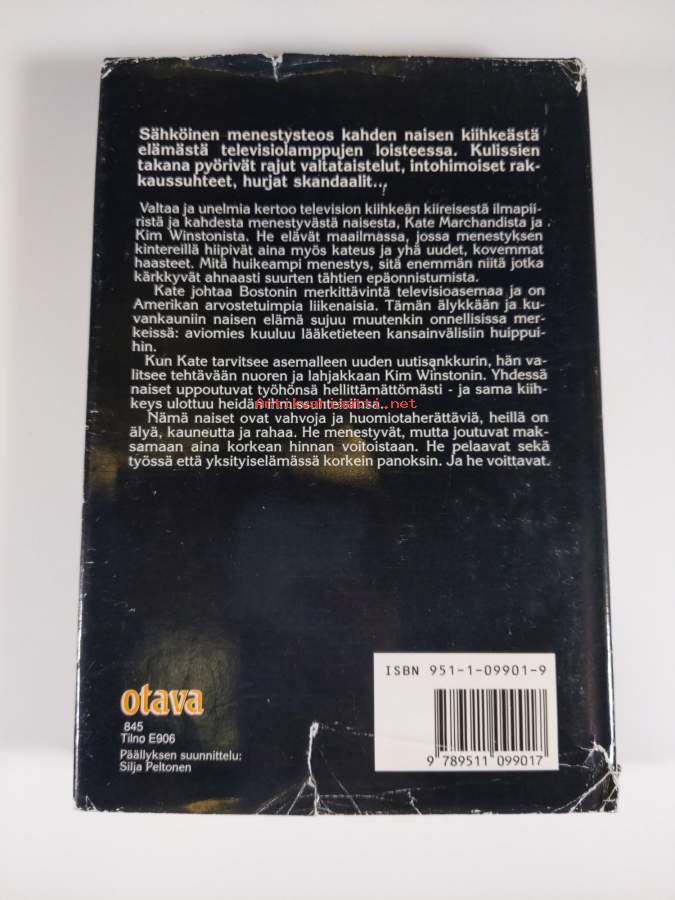 Sähköinen menestysteos kahden naisen kiihkeästä
elämästä televisiolamppujen loisteessa. Kulissien
takana pyörivät rajut valtataistelut, intohimoiset rak-
kaussuhteet, hurjat skandaalit...
Valtaa ja unelmia kertoo television kiihkeän kiireisestä ilmapii-
ristä ja kahdesta menestyvästä naisesta, Kate Marchandista ja
Kim Winstonista. He elävät maailmassa, jossa menestyksen
kintereillä hiipivät aina myös kateus ja yhä uudet, kovemmat
haasteet. Mitä huikeampi menestys, sitä enemmän niitä jotka
kärkkyvät ahnaasti suurten tähtien epäonnistumista.
Kate johtaa Bostonin merkittävintä televisioasemaa ja on
Amerikan arvostetuimpia liikenaisia. Tämän älykkään ja ku-
vankauniin naisen elämä sujuu muutenkin onnellisissa mer-
keissä: aviomies kuuluu lääketieteen kansainvälisiin huippui-
hin.
Kun Kate tarvitsee asemalleen uuden uutisankkurin, hän va-
litsee tehtävään nuoren ja lahjakkaan Kim Winstonin. Yhdessä
naiset uppoutuvat työhönsä hellittämättömästi - ja sama kiih-
keys ulottuu heidän ihmissuhteisiinsa.
antikvariaatti.net
Nämä naiset ovat vahvoja ja huomiotaherättäviä, heillä on
älyä, kauneutta ja rahaa. He menestyvät, mutta joutuvat mak-
samaan aina korkean hinnan voitoistaan. He pelaavat sekä
työssä että yksityiselämässä korkein panoksin. Ja he voittavat.
otava
845
Tilno E906
Päällyksen suunnittelu:
Silja Peltonen
ISBN 951-1-09901-9
9 789511 099017